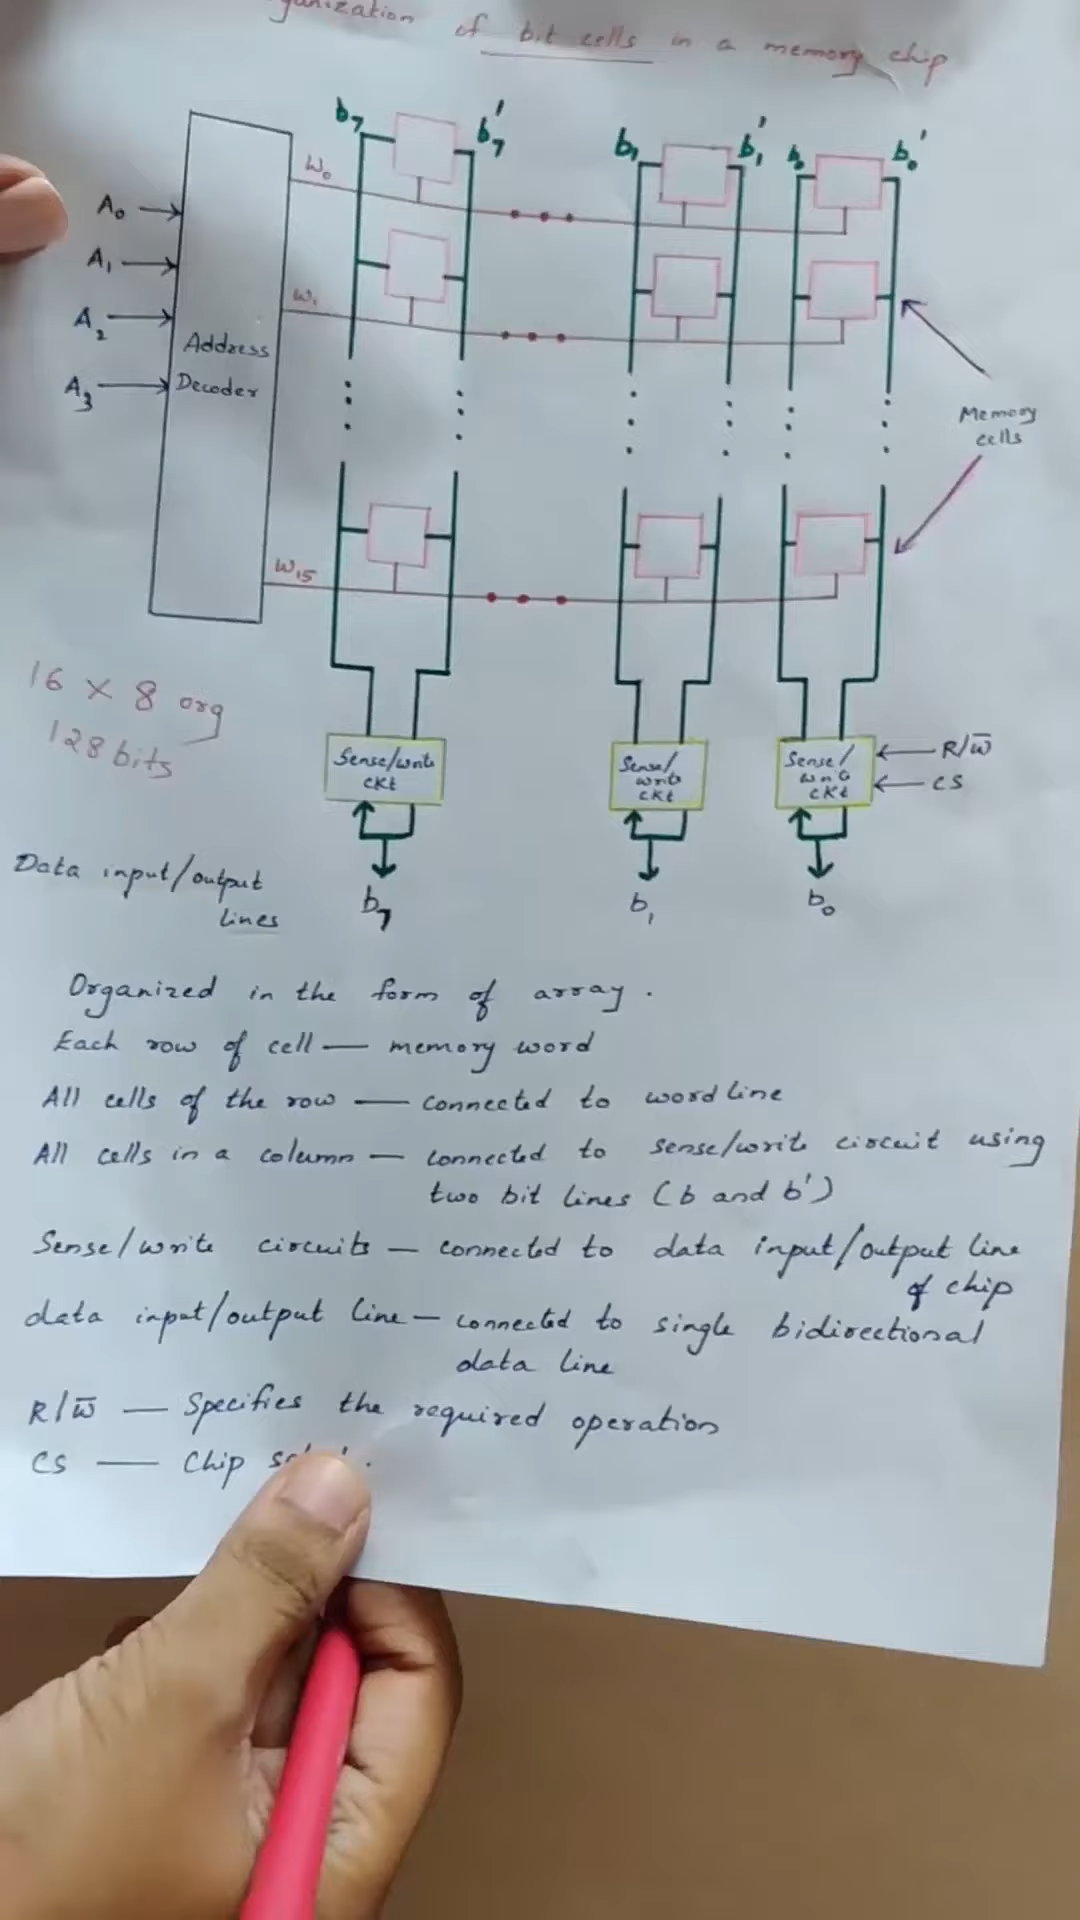 of bit cells in a memory chip
b7 b7' b1 b1' b0 b0'
W0
A0
A1
W1
A2
Address
Decoder
A3
Memory
cells
W15
16 × 8 org
128 bits
Sense/write
CKt
Sense/
write
CKt
Sense/
CKt
R/W̅
CS
Data input/output
lines
b7 b1 b0
Organized in the form of array.
Each row of cell — memory word
All cells of the row — connected to word line
All cells in a column — connected to sense/write circuit using
two bit lines (b and b')
Sense/write circuits — connected to data input/output line
of chip
data input/output line — connected to single bidirectional
data line
R/W̅ — Specifies the required operation
CS — Chip